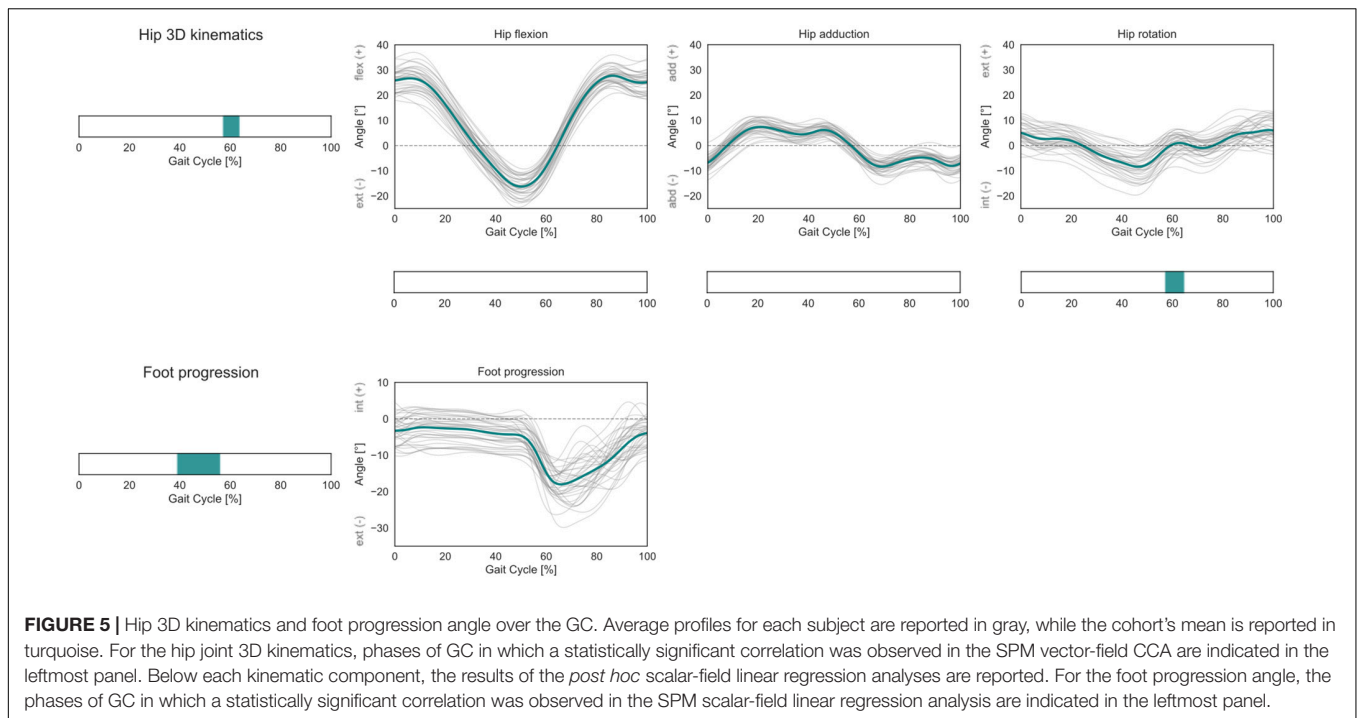 Hip 3D kinematics
0 20 40 60 80 100
Gait Cycle [%]
Hip flexion
flex (+)
Angle [°]
ext (-)
40
30
20
10
0
−10
−20
0 20 40 60 80 100
Gait Cycle [%]
Hip adduction
add (+)
Angle [°]
abd (-)
40
30
20
10
0
−10
−20
0 20 40 60 80 100
Gait Cycle [%]
Hip rotation
ext (+)
Angle [°]
int (-)
40
30
20
10
0
−10
−20
0 20 40 60 80 100
Gait Cycle [%]
0 20 40 60 80 100
0 20 40 60 80 100
0 20 40 60 80 100
Foot progression
0 20 40 60 80 100
Gait Cycle [%]
Foot progression
int (+)
Angle [°]
ext (-)
10
0
−10
−20
−30
0 20 40 60 80 100
Gait Cycle [%]
FIGURE 5 | Hip 3D kinematics and foot progression angle over the GC. Average profiles for each subject are reported in gray, while the cohort's mean is reported in
turquoise. For the hip joint 3D kinematics, phases of GC in which a statistically significant correlation was observed in the SPM vector-field CCA are indicated in the
leftmost panel. Below each kinematic component, the results of the post hoc scalar-field linear regression analyses are reported. For the foot progression angle, the
phases of GC in which a statistically significant correlation was observed in the SPM scalar-field linear regression analysis are indicated in the leftmost panel.